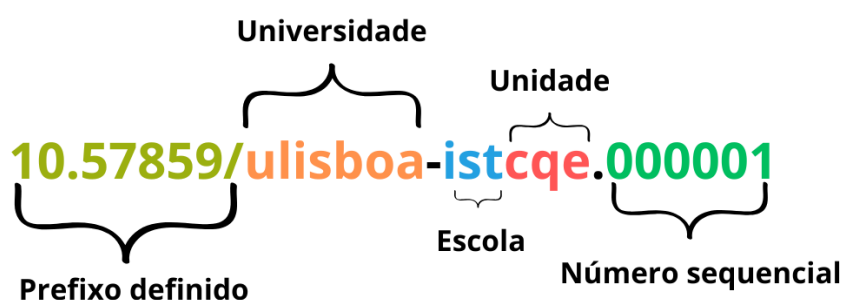 Universidade
Unidade
10.57859/ulisboa-istcqe.000001
Escola
Número sequencial
Prefixo definido